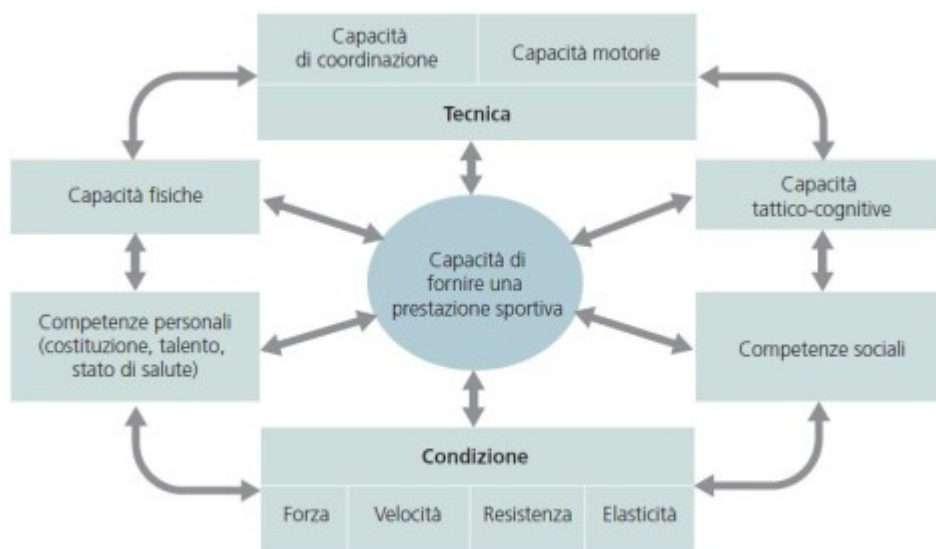 Capacità
di coordinazione
Capacità motorie
Tecnica
Capacità fisiche
Capacità
tattico-cognitive
Capacità di
fornire una
prestazione sportiva
Competenze personali
(costituzione, talento,
stato di salute)
Competenze sociali
Condizione
Forza
Velocità
Resistenza
Elasticità